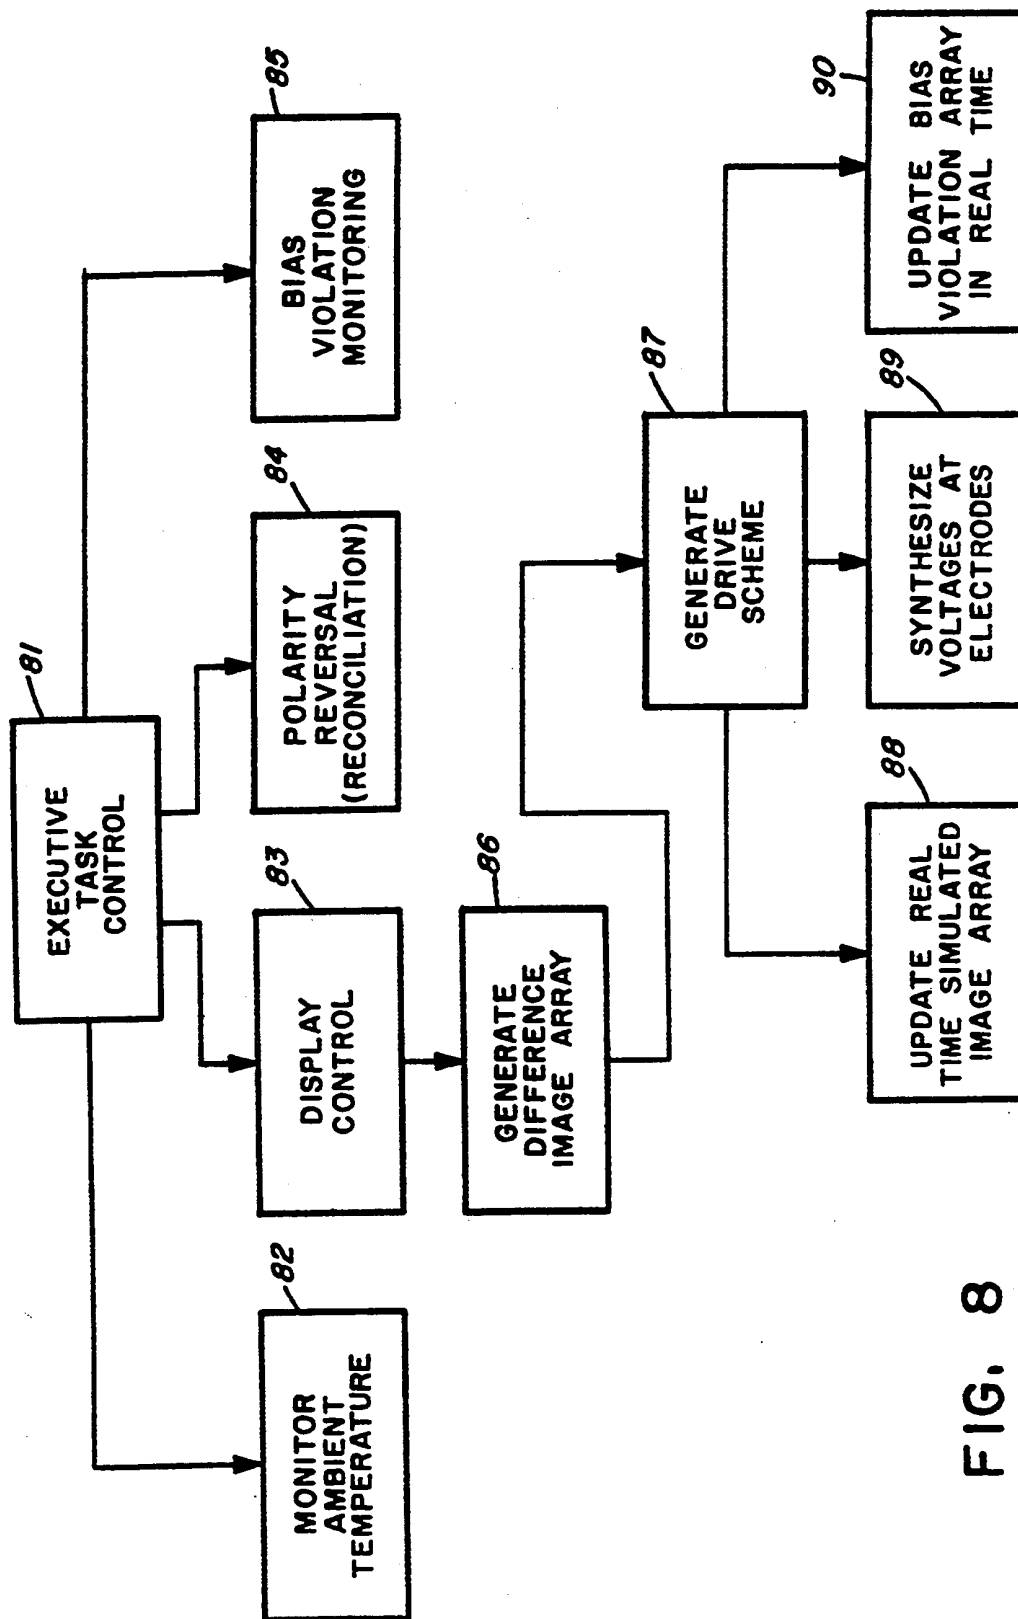 81
EXECUTIVE
TASK
CONTROL
82
MONITOR
AMBIENT
TEMPERATURE
83
DISPLAY
CONTROL
84
POLARITY
REVERSAL
(RECONCILIATION)
85
BIAS
VIOLATION
MONITORING
86
GENERATE
DIFFERENCE
IMAGE ARRAY
87
GENERATE
DRIVE
SCHEME
88
UPDATE REAL
TIME SIMULATED
IMAGE ARRAY
89
SYNTHESIZE
VOLTAGES AT
ELECTRODES
90
UPDATE BIAS
VIOLATION ARRAY
IN REAL TIME
FIG. 8